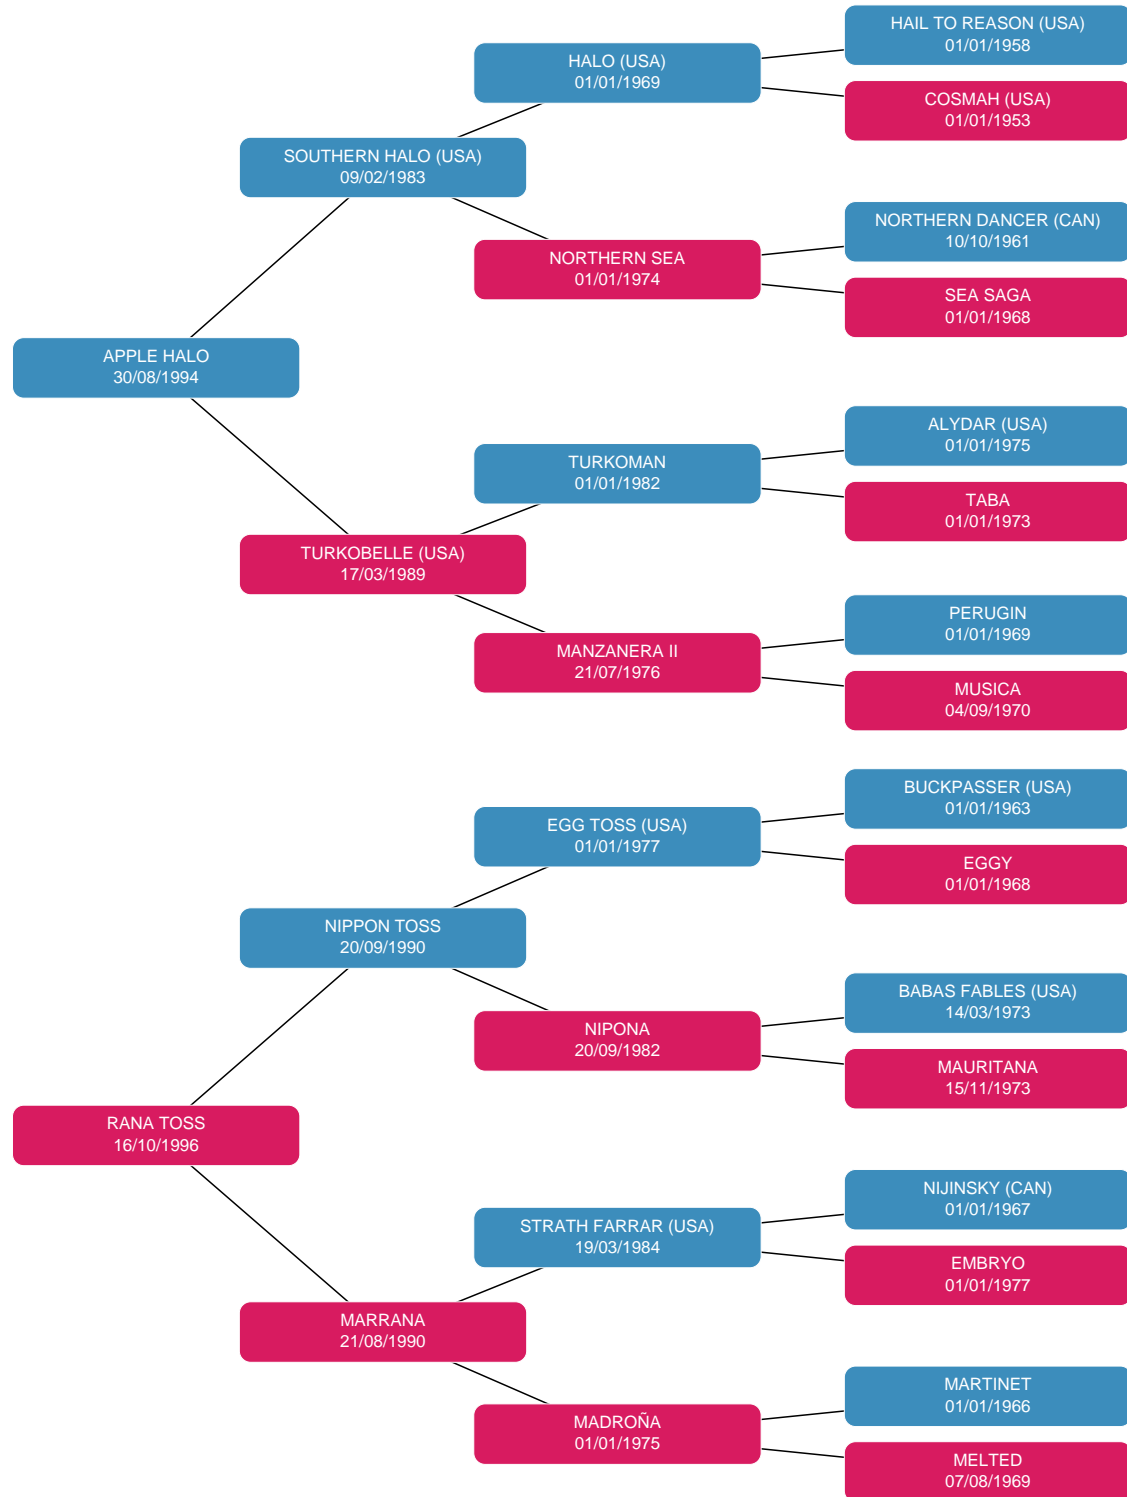 HAIL TO REASON (USA)
01/01/1958
HALO (USA)
01/01/1969
COSMAH (USA)
01/01/1953
SOUTHERN HALO (USA)
09/02/1983
NORTHERN DANCER (CAN)
10/10/1961
NORTHERN SEA
01/01/1974
SEA SAGA
01/01/1968
APPLE HALO
30/08/1994
ALYDAR (USA)
01/01/1975
TURKOMAN
01/01/1982
TABA
01/01/1973
TURKOBELLE (USA)
17/03/1989
PERUGIN
01/01/1969
MANZANERA II
21/07/1976
MUSICA
04/09/1970
BUCKPASSER (USA)
01/01/1963
EGG TOSS (USA)
01/01/1977
EGGY
01/01/1968
NIPPON TOSS
20/09/1990
BABAS FABLES (USA)
14/03/1973
NIPONA
20/09/1982
MAURITANA
15/11/1973
RANA TOSS
16/10/1996
NIJINSKY (CAN)
01/01/1967
STRATH FARRAR (USA)
19/03/1984
EMBRYO
01/01/1977
MARRANA
21/08/1990
MARTINET
01/01/1966
MADROÑA
01/01/1975
MELTED
07/08/1969